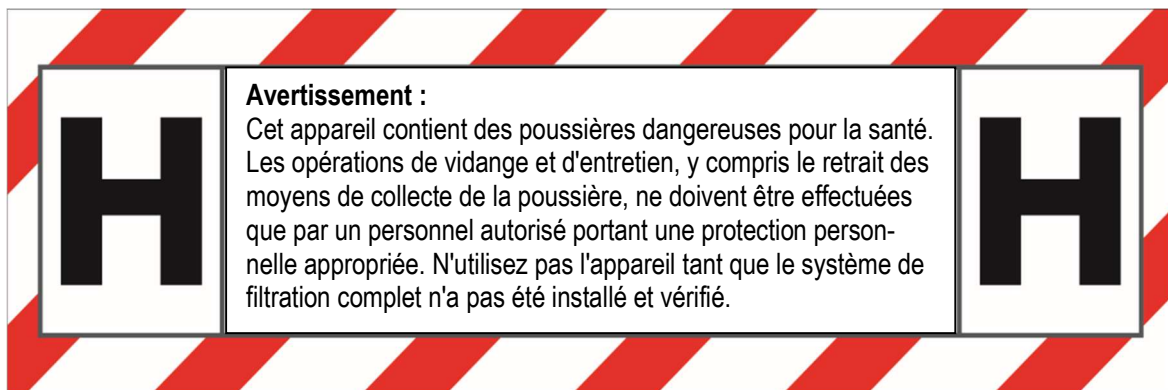 H
Avertissement :
Cet appareil contient des poussières dangereuses pour la santé.
Les opérations de vidange et d'entretien, y compris le retrait des
moyens de collecte de la poussière, ne doivent être effectuées
que par un personnel autorisé portant une protection person-
nelle appropriée. N'utilisez pas l'appareil tant que le système de
filtration complet n'a pas été installé et vérifié.
H